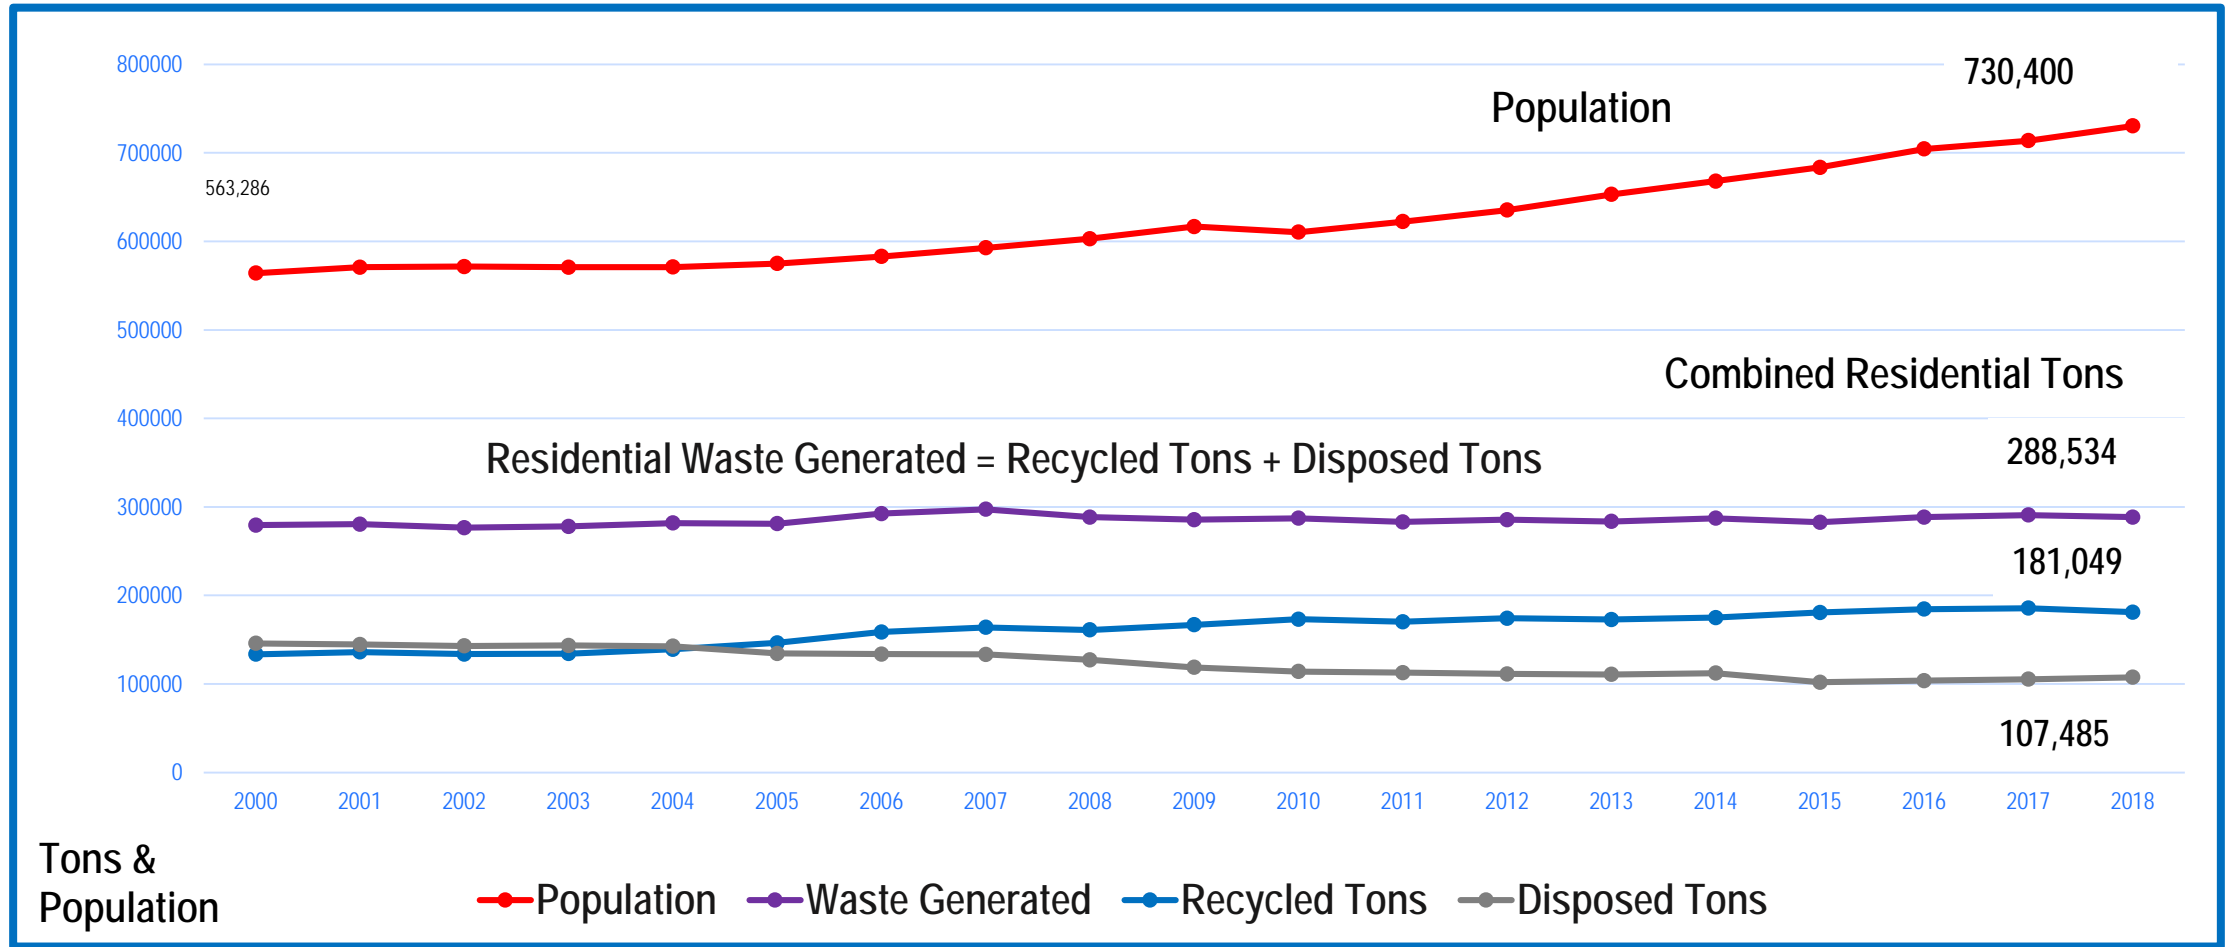 800000
730,400
Population
700000
563,286
600000
500000
Combined Residential Tons
400000
Residential Waste Generated = Recycled Tons + Disposed Tons
288,534
300000
181,049
200000
100000
107,485
0
2000 2001 2002 2003 2004 2005 2006 2007 2008 2009 2010 2011 2012 2013 2014 2015 2016 2017 2018
Tons &
Population
Population Waste Generated Recycled Tons Disposed Tons